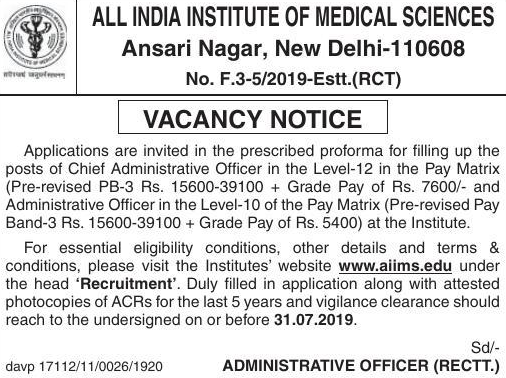 ALL INDIA INSTITUTE OF MEDICAL SCIENCES
Ansari Nagar, New Delhi-110608
No. F.3-5/2019-Estt.(RCT)
VACANCY NOTICE
Applications are invited in the prescribed proforma for filling up the
posts of Chief Administrative Officer in the Level-12 in the Pay Matrix
(Pre-revised PB-3 Rs. 15600-39100 + Grade Pay of Rs. 7600/- and
Administrative Officer in the Level-10 of the Pay Matrix (Pre-revised Pay
Band-3 Rs. 15600-39100 + Grade Pay of Rs. 5400) at the Institute.
For essential eligibility conditions, other details and terms &
conditions, please visit the Institutes' website www.aiims.edu under
the head ‘Recruitment’. Duly filled in application along with attested
photocopies of ACRs for the last 5 years and vigilance clearance should
reach to the undersigned on or before 31.07.2019.
Sd/-
davp 17112/11/0026/1920 ADMINISTRATIVE OFFICER (RECTT.)